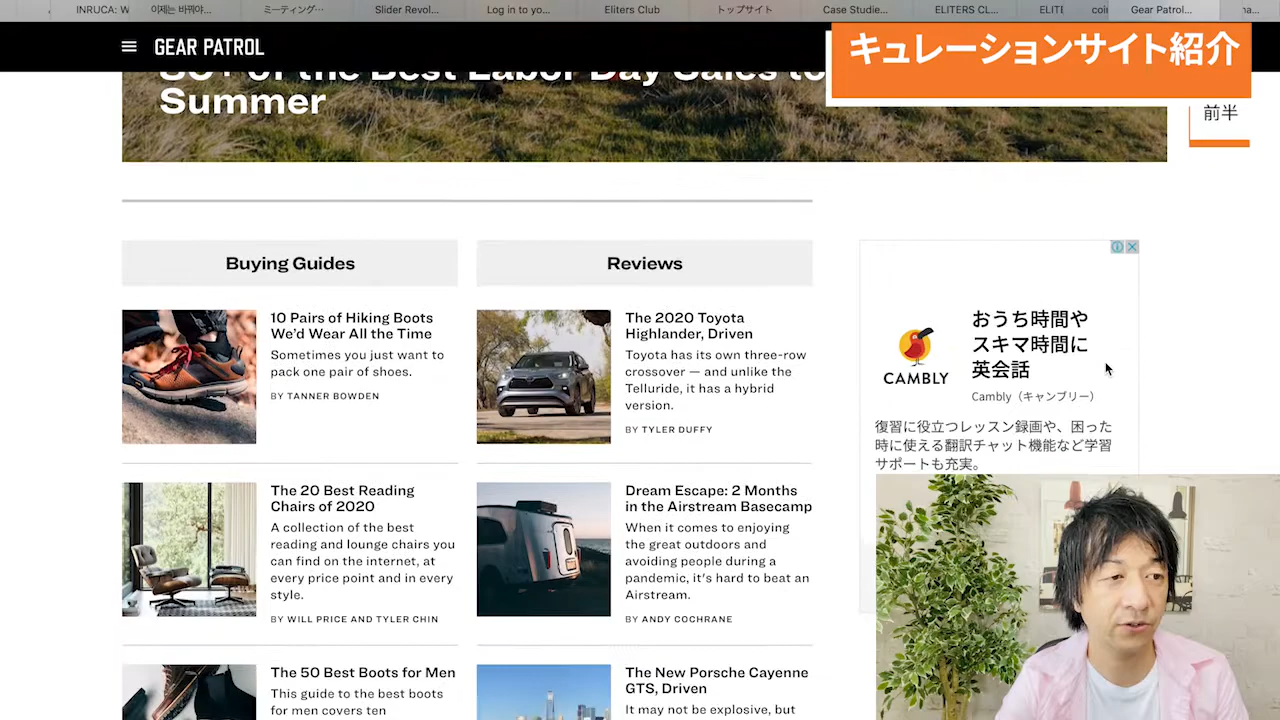 INRUCA: W
이제는 바뀌야...
ミーティング…
Slider Revol...
Log in to yo...
Eliters Club
トップサイト
Case Studie...
ELITERS CL...
ELITE
coi
Gear Patrol...
na...
GEAR PATROL
キュレーションサイト紹介
前半
Summer
Buying Guides
10 Pairs of Hiking Boots
We'd Wear All the Time
Sometimes you just want to
pack one pair of shoes.
BY TANNER BOWDEN
The 20 Best Reading
Chairs of 2020
A collection of the best
reading and lounge chairs you
can find on the internet, at
every price point and in every
style.
BY WILL PRICE AND TYLER CHIN
The 50 Best Boots for Men
This guide to the best boots
for men covers ten
Reviews
The 2020 Toyota
Highlander, Driven
Toyota has its own three-row
crossover — and unlike the
Telluride, it has a hybrid
version.
BY TYLER DUFFY
Dream Escape: 2 Months
in the Airstream Basecamp
When it comes to enjoying
the great outdoors and
avoiding people during a
pandemic, it's hard to beat an
Airstream.
BY ANDY COCHRANE
The New Porsche Cayenne
GTS, Driven
It may not be explosive, but
CAMBLY
おうち時間や
スキマ時間に
英会話
Cambly（キャンブリー）
復習に役立つレッスン録画や、困った
時に使える翻訳チャット機能など学習
サポートも充実。